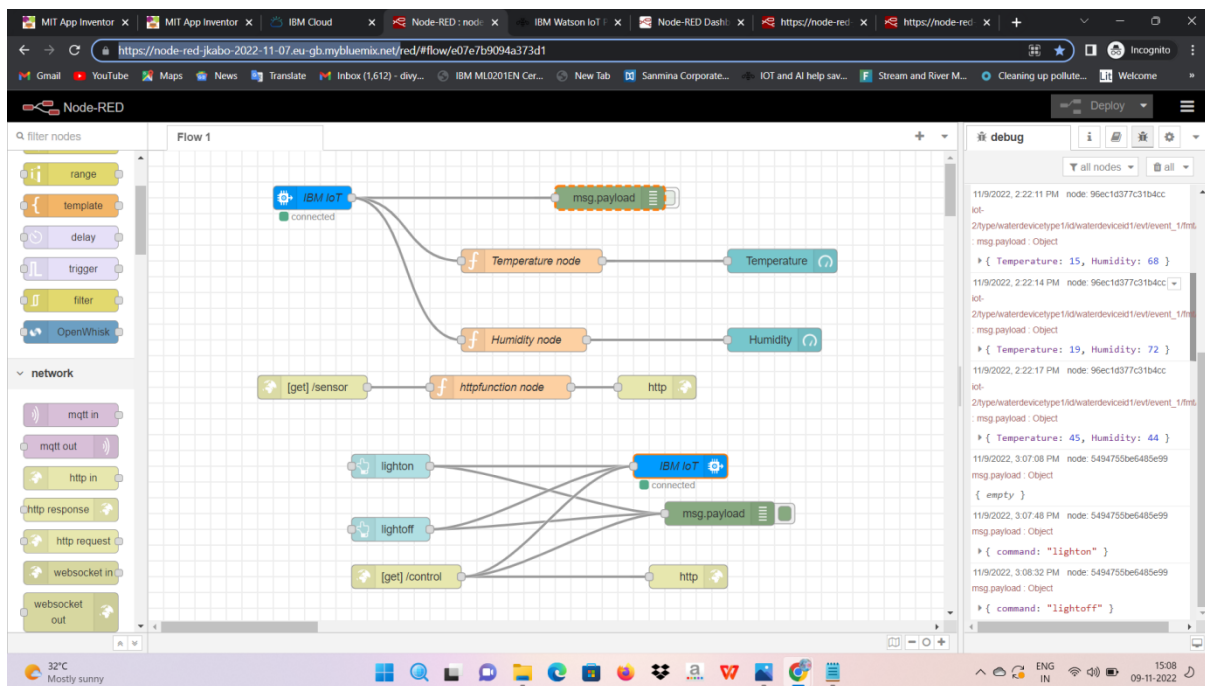 MIT App Inventor
MIT App Inventor
IBM Cloud
Node-RED : node
IBM Watson IoT P
Node-RED Dashb
https://node-red-
https://node-red-
https://node-red-jkabo-2022-11-07.eu-gb.mybluemix.net/red/#flow/e07e7b9094a373d1
Incognito
Gmail
YouTube
Maps
News
Translate
Inbox (1,612) - divy...
IBM ML0201EN Cer...
New Tab
Sanmina Corporate...
IOT and AI help sav...
Stream and River M...
Cleaning up pollute...
Lit Welcome
»
Node-RED
Deploy
filter nodes
Flow 1
debug
all nodes
all
range
template
delay
trigger
filter
OpenWhisk
network
mqtt in
mqtt out
http in
http response
http request
websocket in
websocket
out
IBM IoT
connected
msg.payload
Temperature node
Temperature
Humidity node
Humidity
[get] /sensor
httpfunction node
http
lighton
IBM IoT
connected
msg.payload
lightoff
[get] /control
http
11/9/2022, 2:22:11 PM node: 96ec1d377c31b4cc
iot-
2/type/waterdevicetype1/id/waterdeviceid1/evt/event_1/fmt/
: msg.payload : Object
{ Temperature: 15, Humidity: 68 }
11/9/2022, 2:22:14 PM node: 96ec1d377c31b4cc
iot-
2/type/waterdevicetype1/id/waterdeviceid1/evt/event_1/fmt/
: msg.payload : Object
{ Temperature: 19, Humidity: 72 }
11/9/2022, 2:22:17 PM node: 96ec1d377c31b4cc
iot-
2/type/waterdevicetype1/id/waterdeviceid1/evt/event_1/fmt/
: msg.payload : Object
{ Temperature: 45, Humidity: 44 }
11/9/2022, 3:07:08 PM node: 5494755be6485e99
msg.payload : Object
{ empty }
11/9/2022, 3:07:48 PM node: 5494755be6485e99
msg.payload : Object
{ command: "lighton" }
11/9/2022, 3:08:32 PM node: 5494755be6485e99
msg.payload : Object
{ command: "lightoff" }
32°C
Mostly sunny
ENG
IN
15:08
09-11-2022